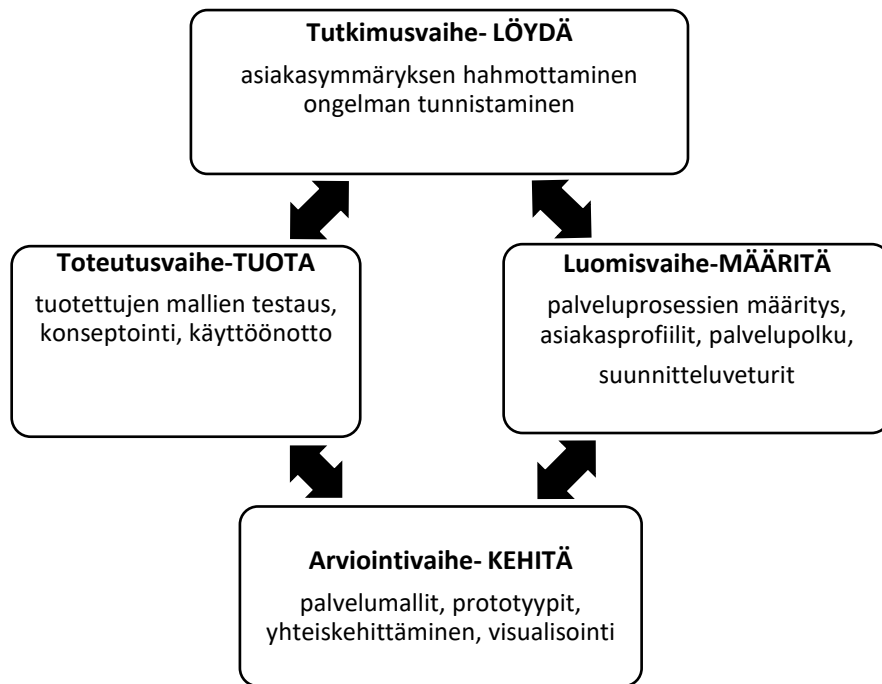 Tutkimusvaihe- LÖYDÄ
asiakasymmäryksen hahmottaminen
ongelman tunnistaminen
Toteutusvaihe-TUOTA
tuotettujen mallien testaus,
konseptointi, käyttöönotto
Luomisvaihe-MÄÄRITÄ
palveluprosessien määritys,
asiakasprofiilit, palvelupolku,
suunnitteluveturit
Arviointivaihe- KEHITÄ
palvelumallit, prototyypit,
yhteiskehittäminen, visualisointi